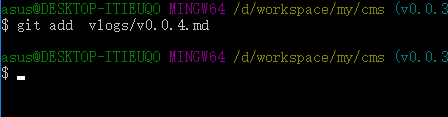 asus@DESKTOP-ITIEUQO MINGW64 /d/workspace/my/cms (v0.0.3
$ git add  vlogs/v0.0.4.md
asus@DESKTOP-ITIEUQO MINGW64 /d/workspace/my/cms (v0.0.3
$